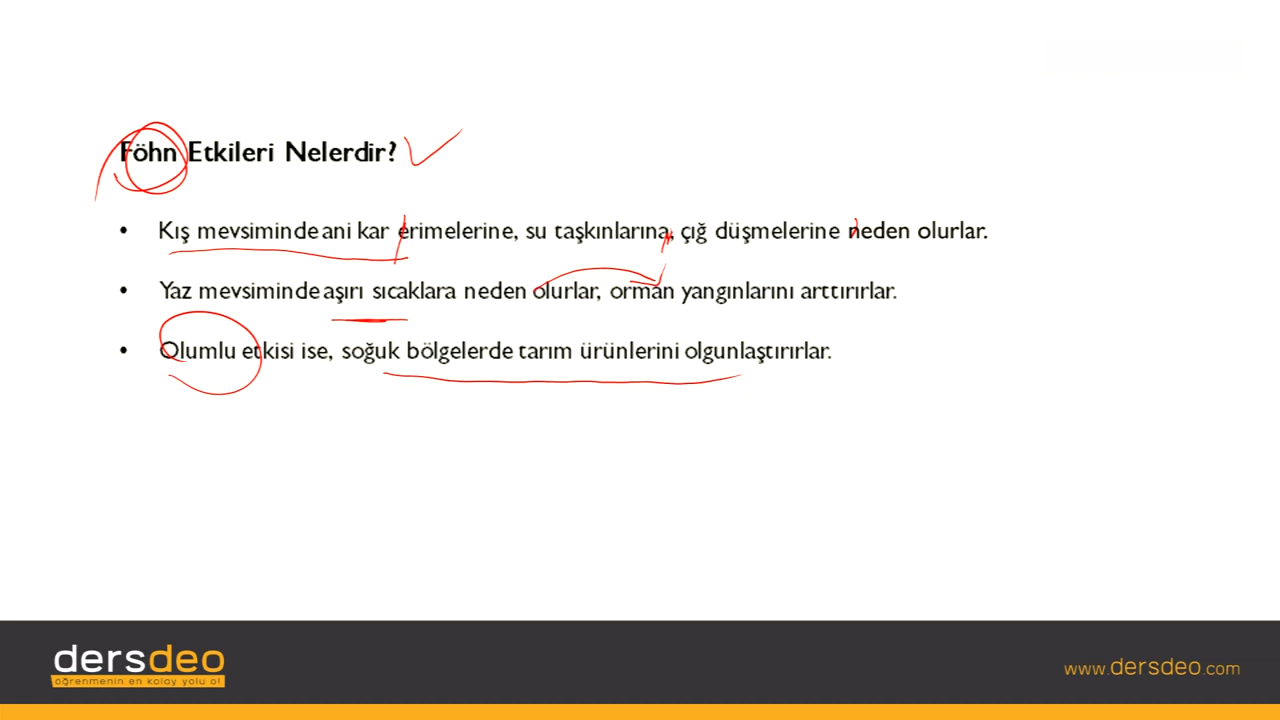 Föhn Etkileri Nelerdir?
• Kış mevsiminde ani kar erimelerine, su taşkınlarına, çığ düşmelerine neden olurlar.
• Yaz mevsiminde aşırı sıcaklara neden olurlar, orman yangınlarını arttırırlar.
• Olumlu etkisi ise, soğuk bölgelerde tarım ürünlerini olgunlaştırırlar.
dersdeo
öğrenmenin en kolay yolu o!
www.dersdeo.com